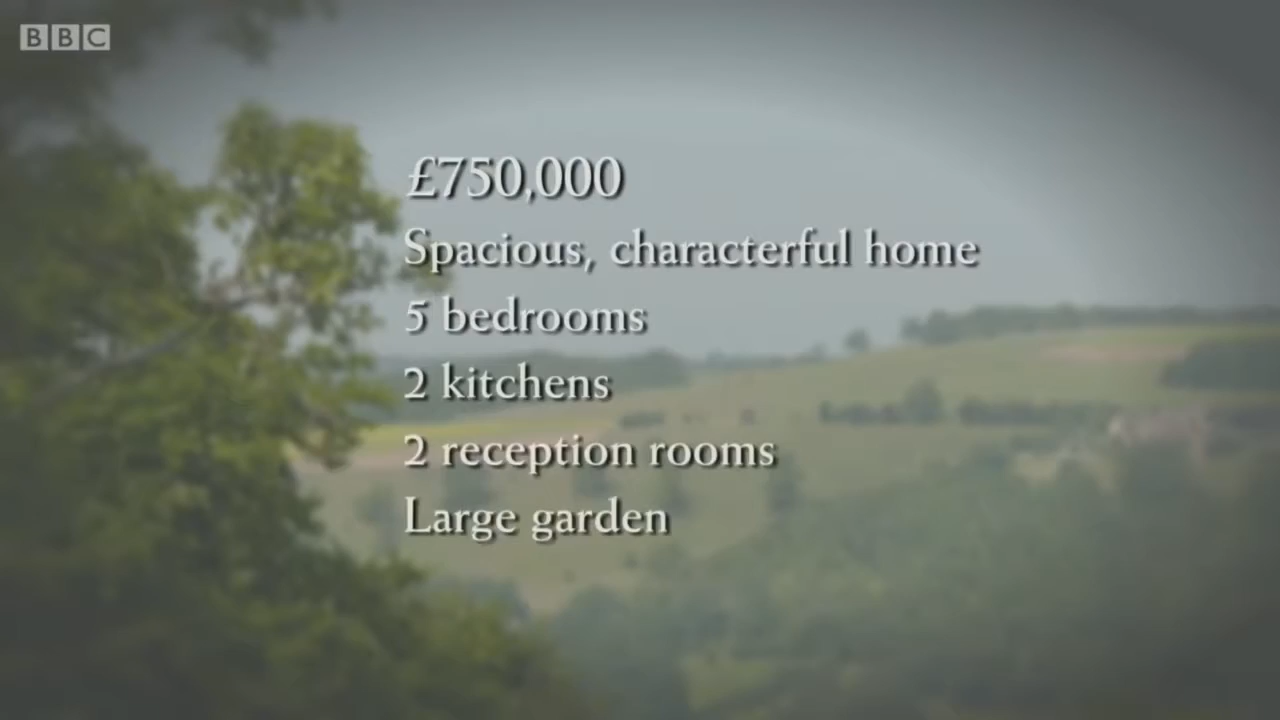 BBC
£750,000
Spacious, characterful home
5 bedrooms
2 kitchens
2 reception rooms
Large garden